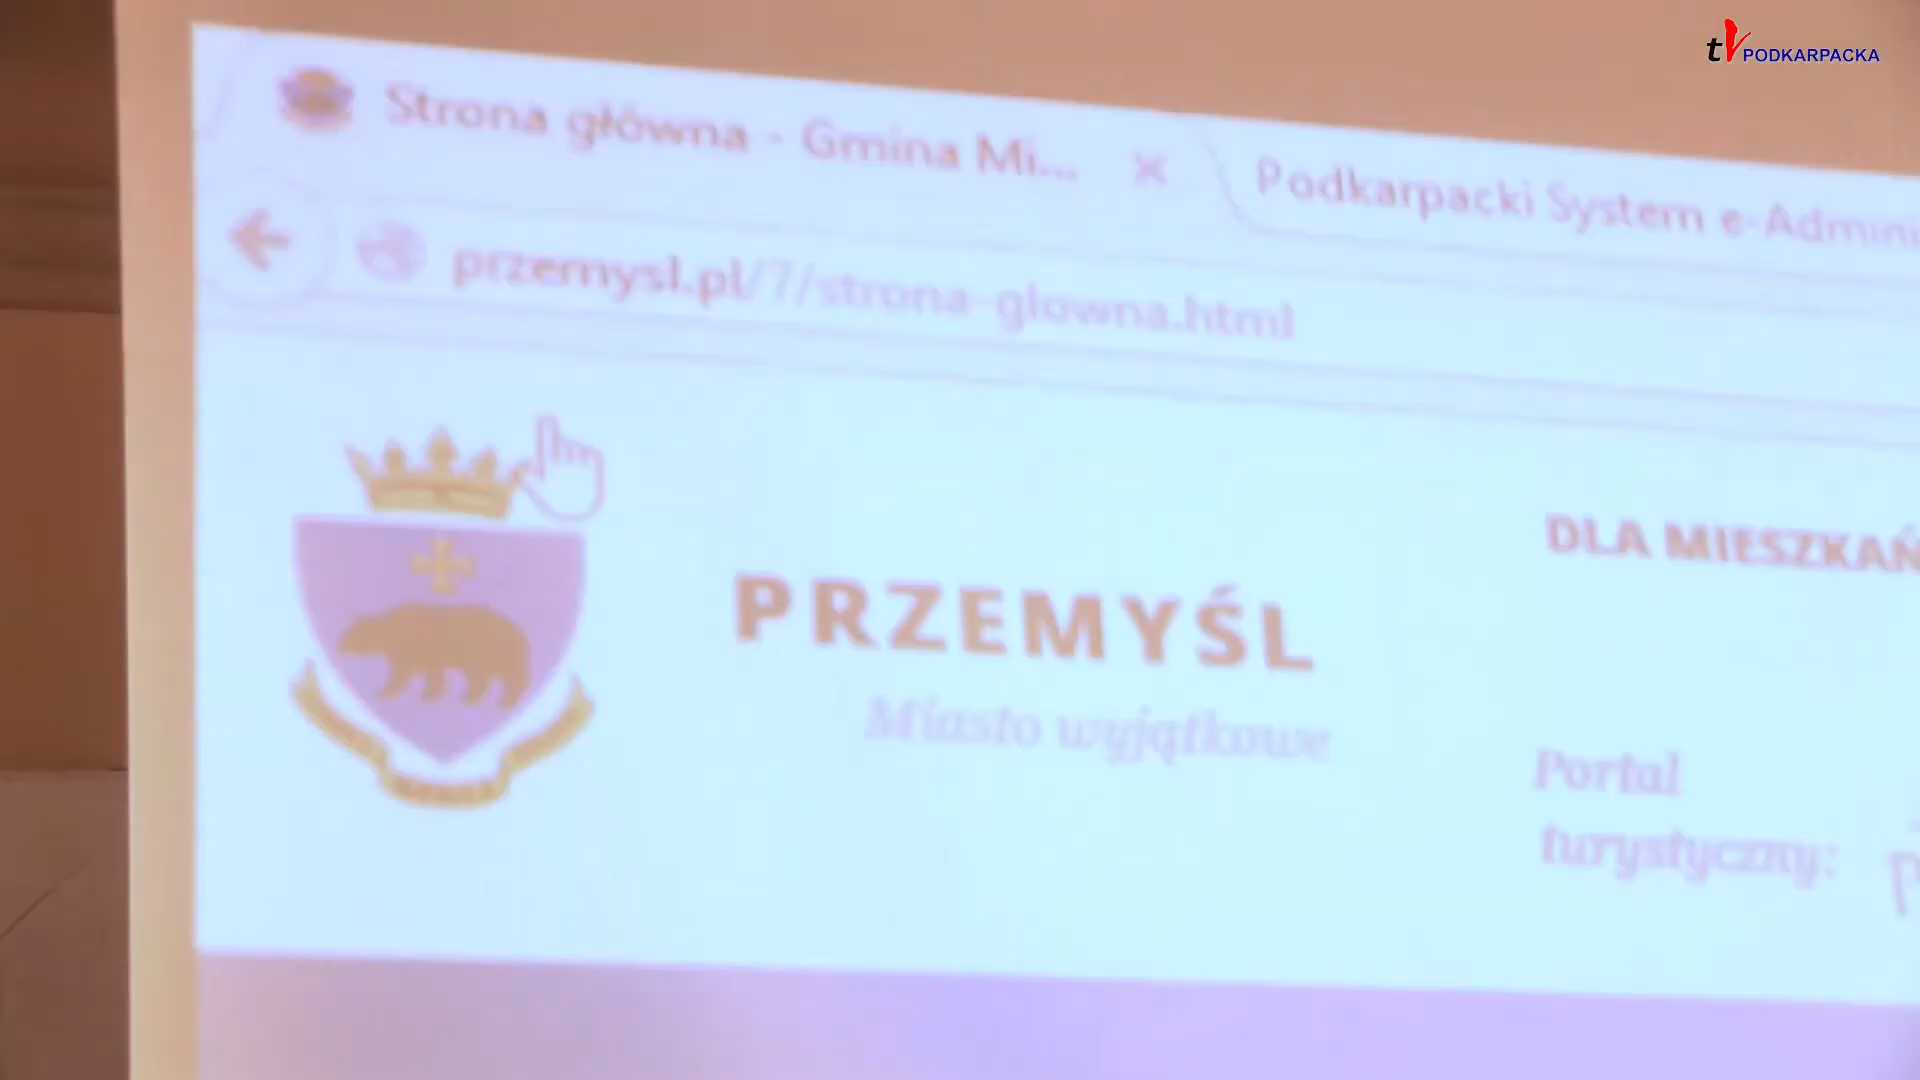 tV PODKARPACKA
Strona główna - Gmina Mi...
Podkarpacki System e-Admini
przemysl.pl/7/strona-glowna.html
DLA MIESZKAŃ
PRZEMYŚL
Miasto wyjątkowe
Portal
turystyczny: